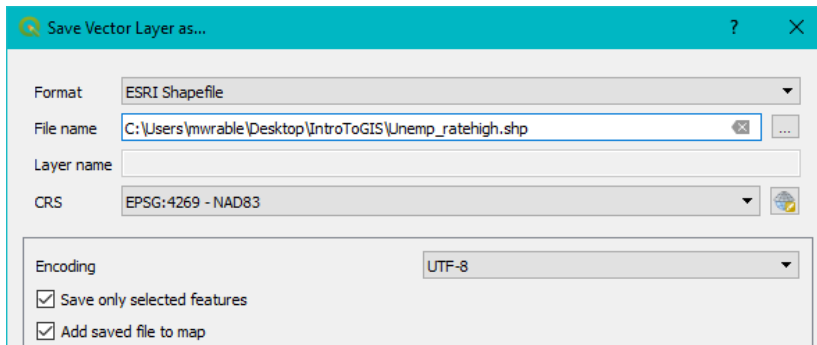 Save Vector Layer as... ?
Format ESRI Shapefile
File name C:\Users\mwrable\Desktop\IntroToGIS\Unemp_ratehigh.shp ...
Layer name
CRS EPSG:4269 - NAD83
Encoding UTF-8
Save only selected features
Add saved file to map